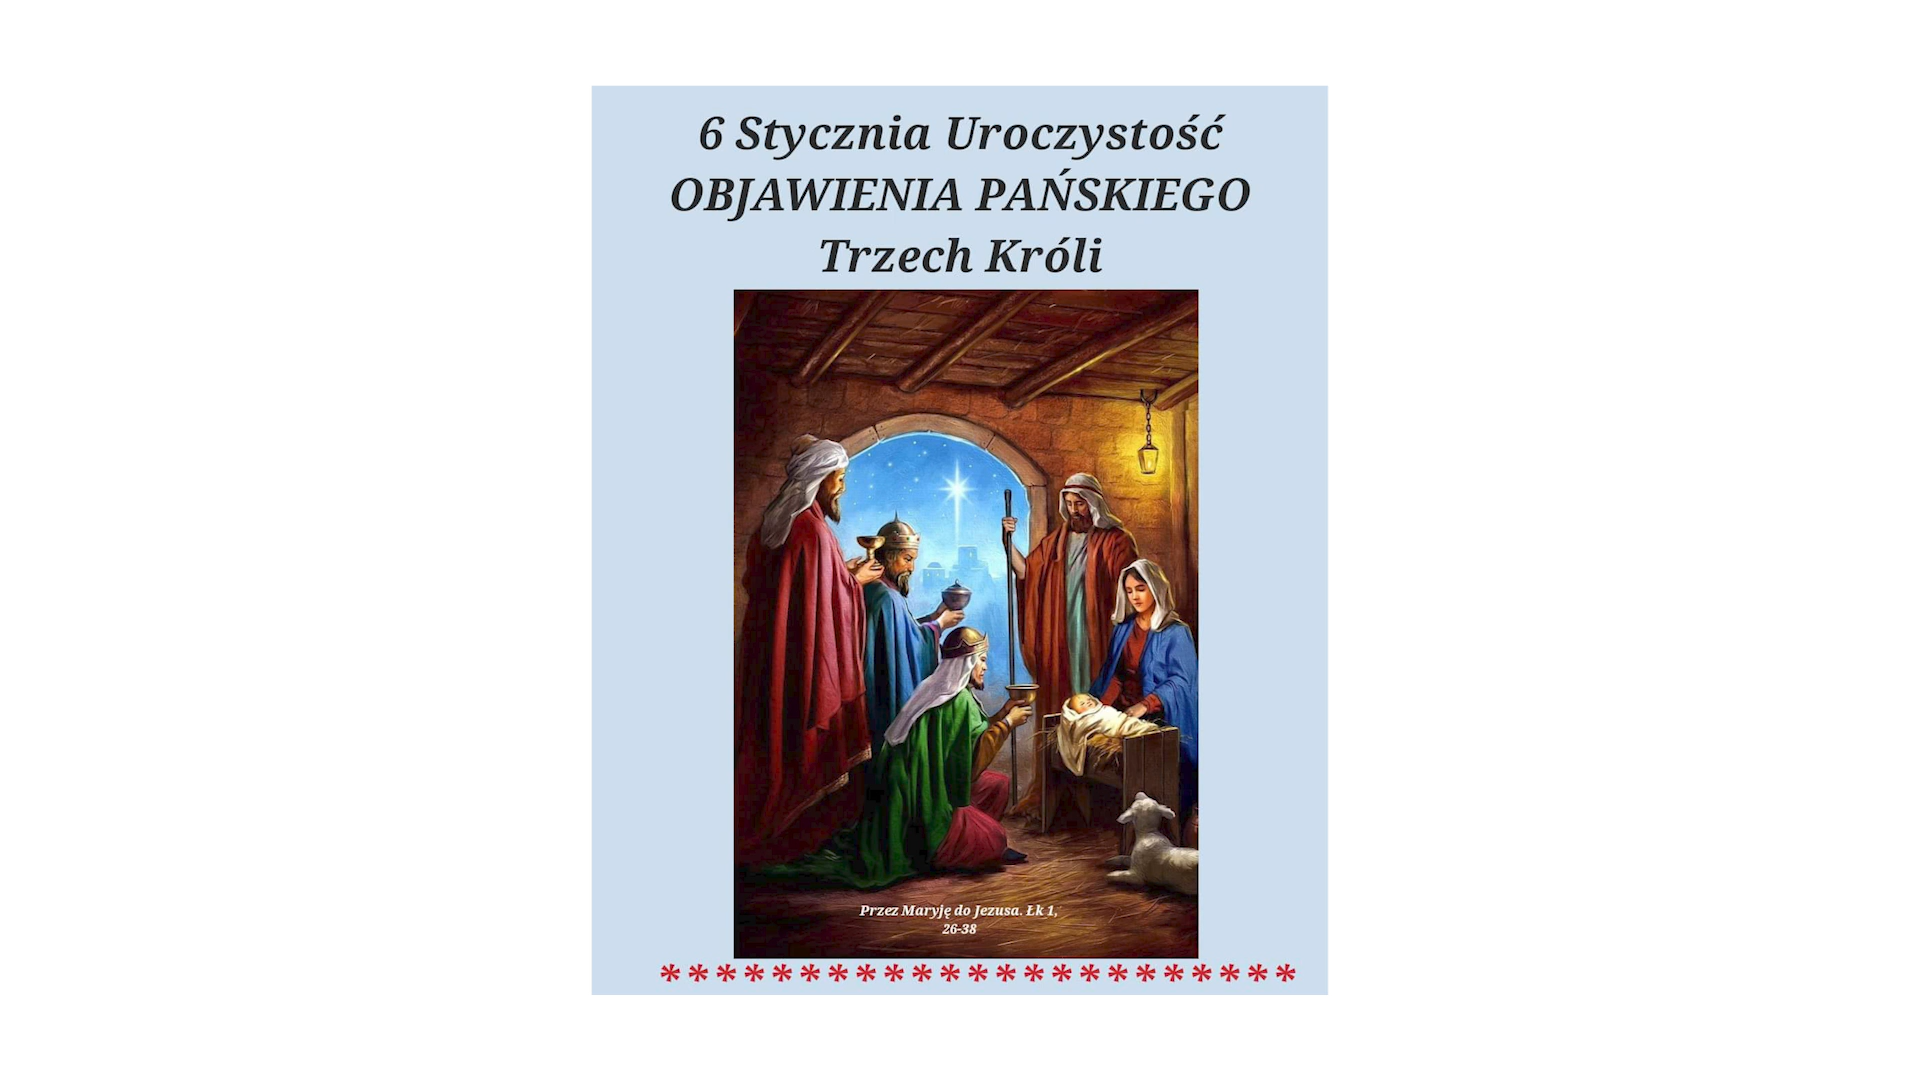 6 Stycznia Uroczystość
OBJAWIENIA PAŃSKIEGO
Trzech Króli
Przez Maryję do Jezusa. Łk 1,
26-38
***********************